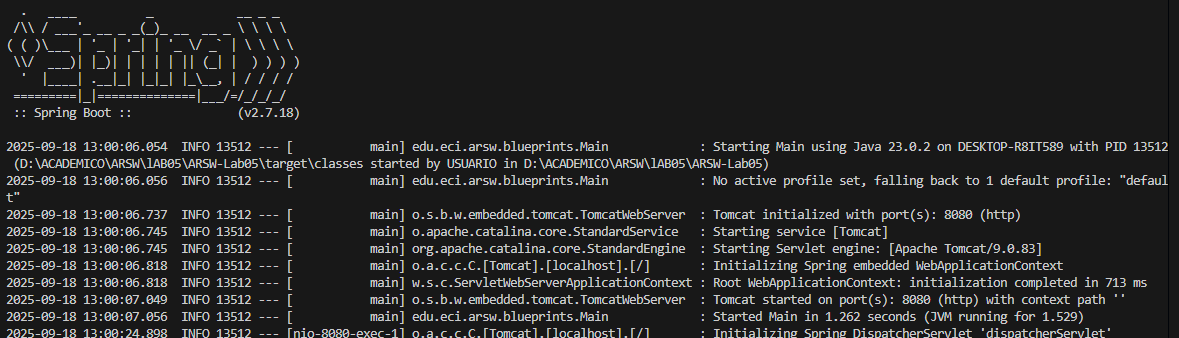 .   ____          _            __ _ _
 /\\ / ___'_ __ _ _(_)_ __  __ _ \ \ \ \
( ( )\___ | '_ | '_| | '_ \/ _` | \ \ \ \
 \\/  ___)| |_)| | | | | || (_| |  ) ) ) )
  '  |____| .__|_| |_|_| |_\__, | / / / /
 =========|_|==============|___/=/_/_/_/
 :: Spring Boot ::               (v2.7.18)

2025-09-18 13:00:06.054  INFO 13512 --- [           main] edu.eci.arsw.blueprints.Main             : Starting Main using Java 23.0.2 on DESKTOP-R8IT589 with PID 13512
 (D:\ACADEMICO\ARSW\lAB05\ARSW-Lab05\target\classes started by USUARIO in D:\ACADEMICO\ARSW\lAB05\ARSW-Lab05)
2025-09-18 13:00:06.056  INFO 13512 --- [           main] edu.eci.arsw.blueprints.Main             : No active profile set, falling back to 1 default profile: "defaul
t"
2025-09-18 13:00:06.737  INFO 13512 --- [           main] o.s.b.w.embedded.tomcat.TomcatWebServer  : Tomcat initialized with port(s): 8080 (http)
2025-09-18 13:00:06.745  INFO 13512 --- [           main] o.apache.catalina.core.StandardService   : Starting service [Tomcat]
2025-09-18 13:00:06.745  INFO 13512 --- [           main] org.apache.catalina.core.StandardEngine  : Starting Servlet engine: [Apache Tomcat/9.0.83]
2025-09-18 13:00:06.818  INFO 13512 --- [           main] o.a.c.c.C.[Tomcat].[localhost].[/]       : Initializing Spring embedded WebApplicationContext
2025-09-18 13:00:06.818  INFO 13512 --- [           main] w.s.c.ServletWebServerApplicationContext : Root WebApplicationContext: initialization completed in 713 ms
2025-09-18 13:00:07.049  INFO 13512 --- [           main] o.s.b.w.embedded.tomcat.TomcatWebServer  : Tomcat started on port(s): 8080 (http) with context path ''
2025-09-18 13:00:07.056  INFO 13512 --- [           main] edu.eci.arsw.blueprints.Main             : Started Main in 1.262 seconds (JVM running for 1.529)
2025-09-18 13:00:24.898  INFO 13512 --- [nio-8080-exec-1] o.a.c.c.C.[Tomcat].[localhost].[/]       : Initializing Spring DispatcherServlet 'dispatcherServlet'